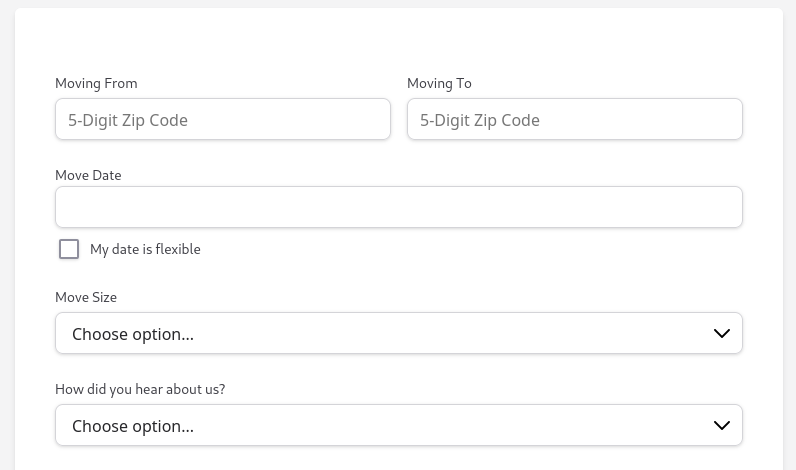 Moving From
Moving To
5-Digit Zip Code
5-Digit Zip Code
Move Date
My date is flexible
Move Size
Choose option...
How did you hear about us?
Choose option...